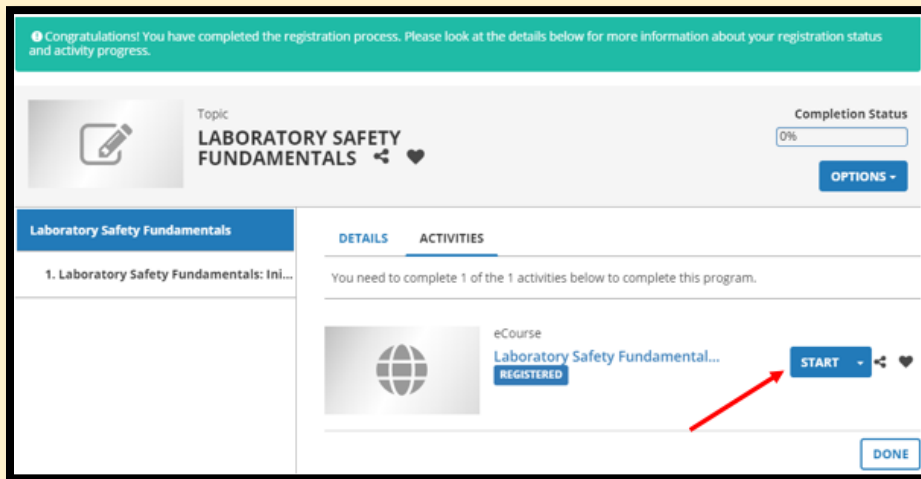 Congratulations! You have completed the registration process. Please look at the details below for more information about your registration status
and activity progress.
Topic
LABORATORY SAFETY
FUNDAMENTALS
Completion Status
0%
OPTIONS
Laboratory Safety Fundamentals
1. Laboratory Safety Fundamentals: Ini...
DETAILS ACTIVITIES
You need to complete 1 of the 1 activities below to complete this program.
eCourse
Laboratory Safety Fundamental...
REGISTERED
START
DONE